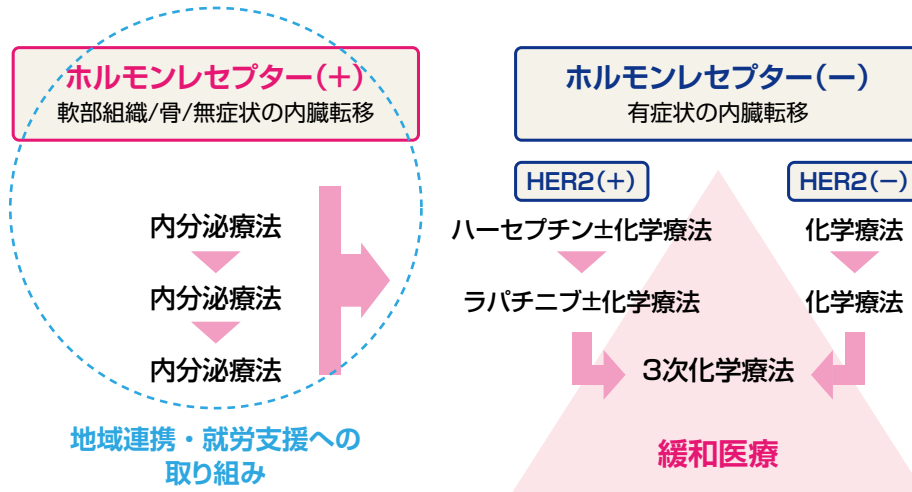 ホルモンレセプター(+)
軟部組織/骨/無症状の内臓転移
内分泌療法
内分泌療法
内分泌療法
地域連携・就労支援への
取り組み
ホルモンレセプター(ー)
有症状の内臓転移
HER2(+)
ハーセプチン±化学療法
ラパチニブ±化学療法
HER2(−)
化学療法
化学療法
3次化学療法
緩和医療